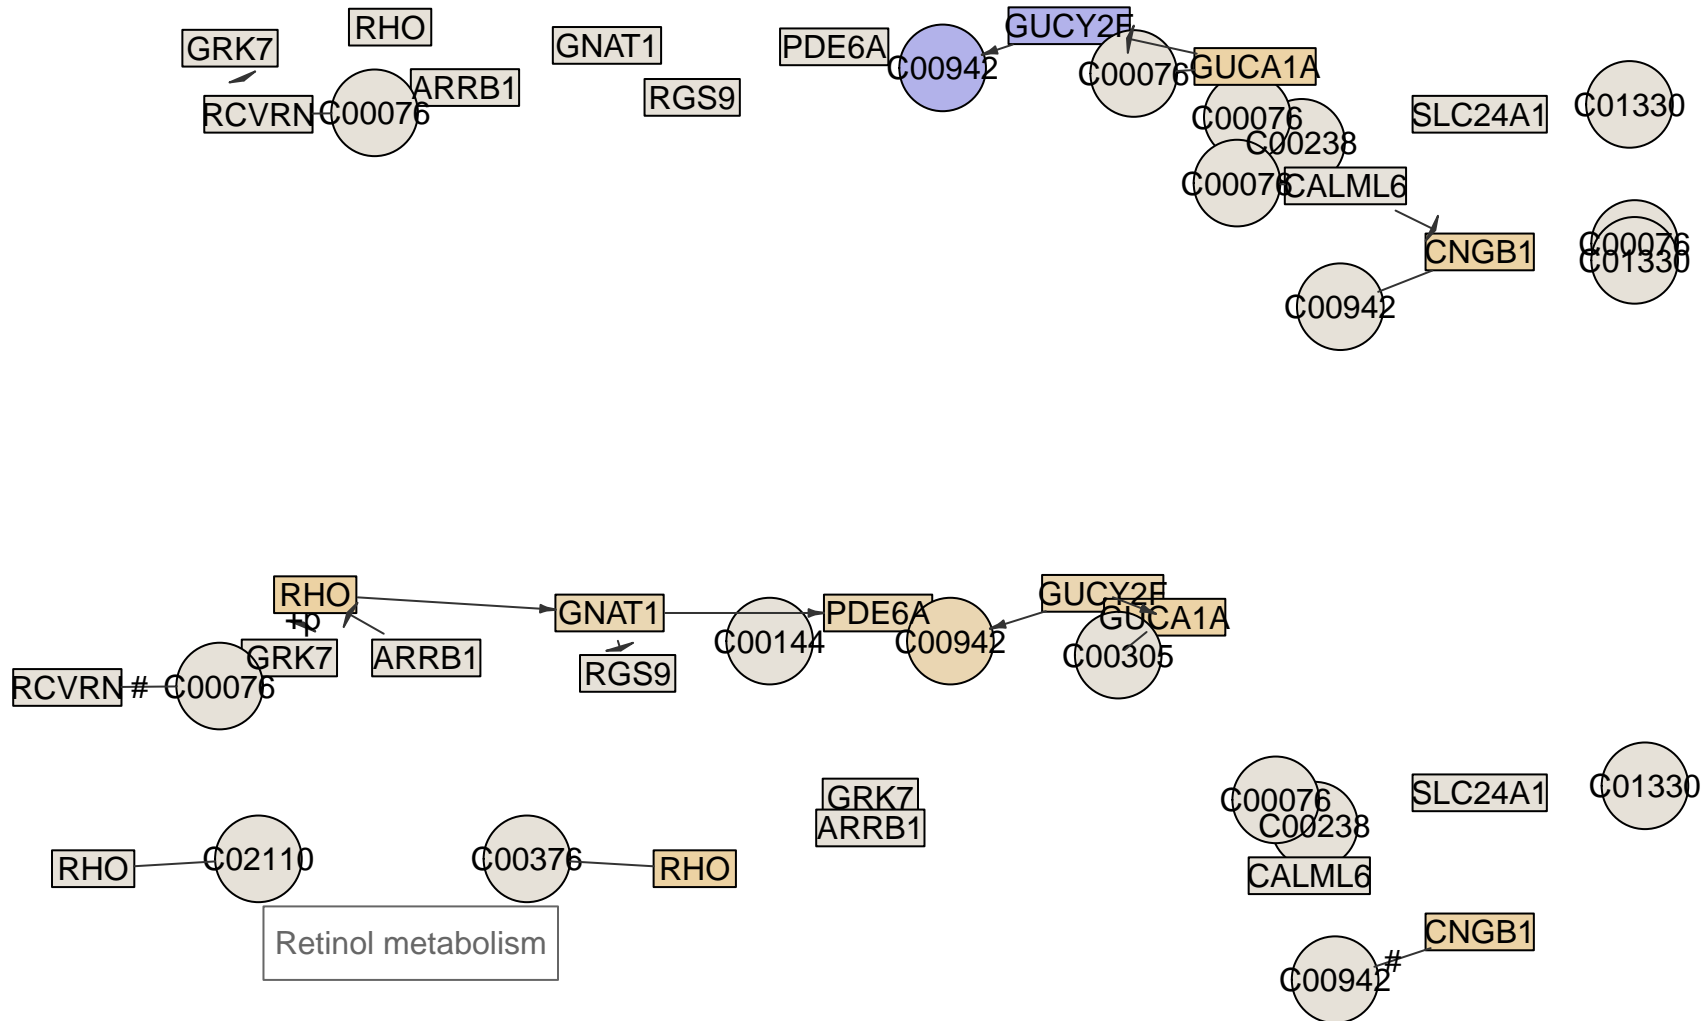 RHO
GRK7
GNAT1
PDE6A
C00942
GUCY2F
C00076
GUCA1A
ARRB1
RGS9
RCVRN
C00076
C00076
C00238
SLC24A1
C01330
C00076
CALML6
CNGB1
C00076
C01330
C00942
RHO
+p
GNAT1
PDE6A
GUCY2F
GUCA1A
C00144
C00942
C00305
GRK7
ARRB1
RGS9
RCVRN
#
C00076
GRK7
ARRB1
C00076
C00238
SLC24A1
C01330
RHO
C02110
C00376
RHO
CALML6
Retinol metabolism
CNGB1
#
C00942